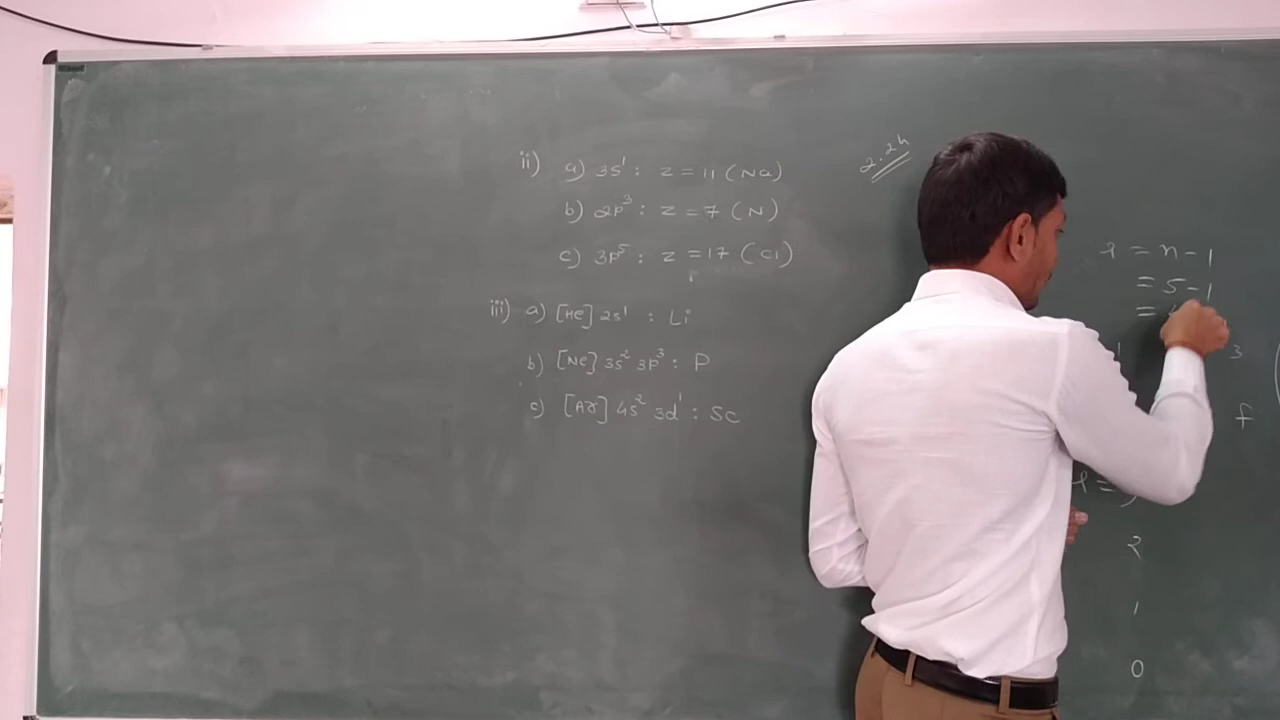 ii) a) 3s¹ : Z = 11 (Na)
b) 2p³ : Z = 7 (N)
c) 3p⁵ : Z = 17 (Cl)
iii) a) [He] 2s¹ : Li
b) [Ne] 3s² 3p³ : P
c) [Ar] 4s² 3d¹ : Sc
2.24
l = n - 1
= 5 - 1
=
1 3
f
l =
2
1
0